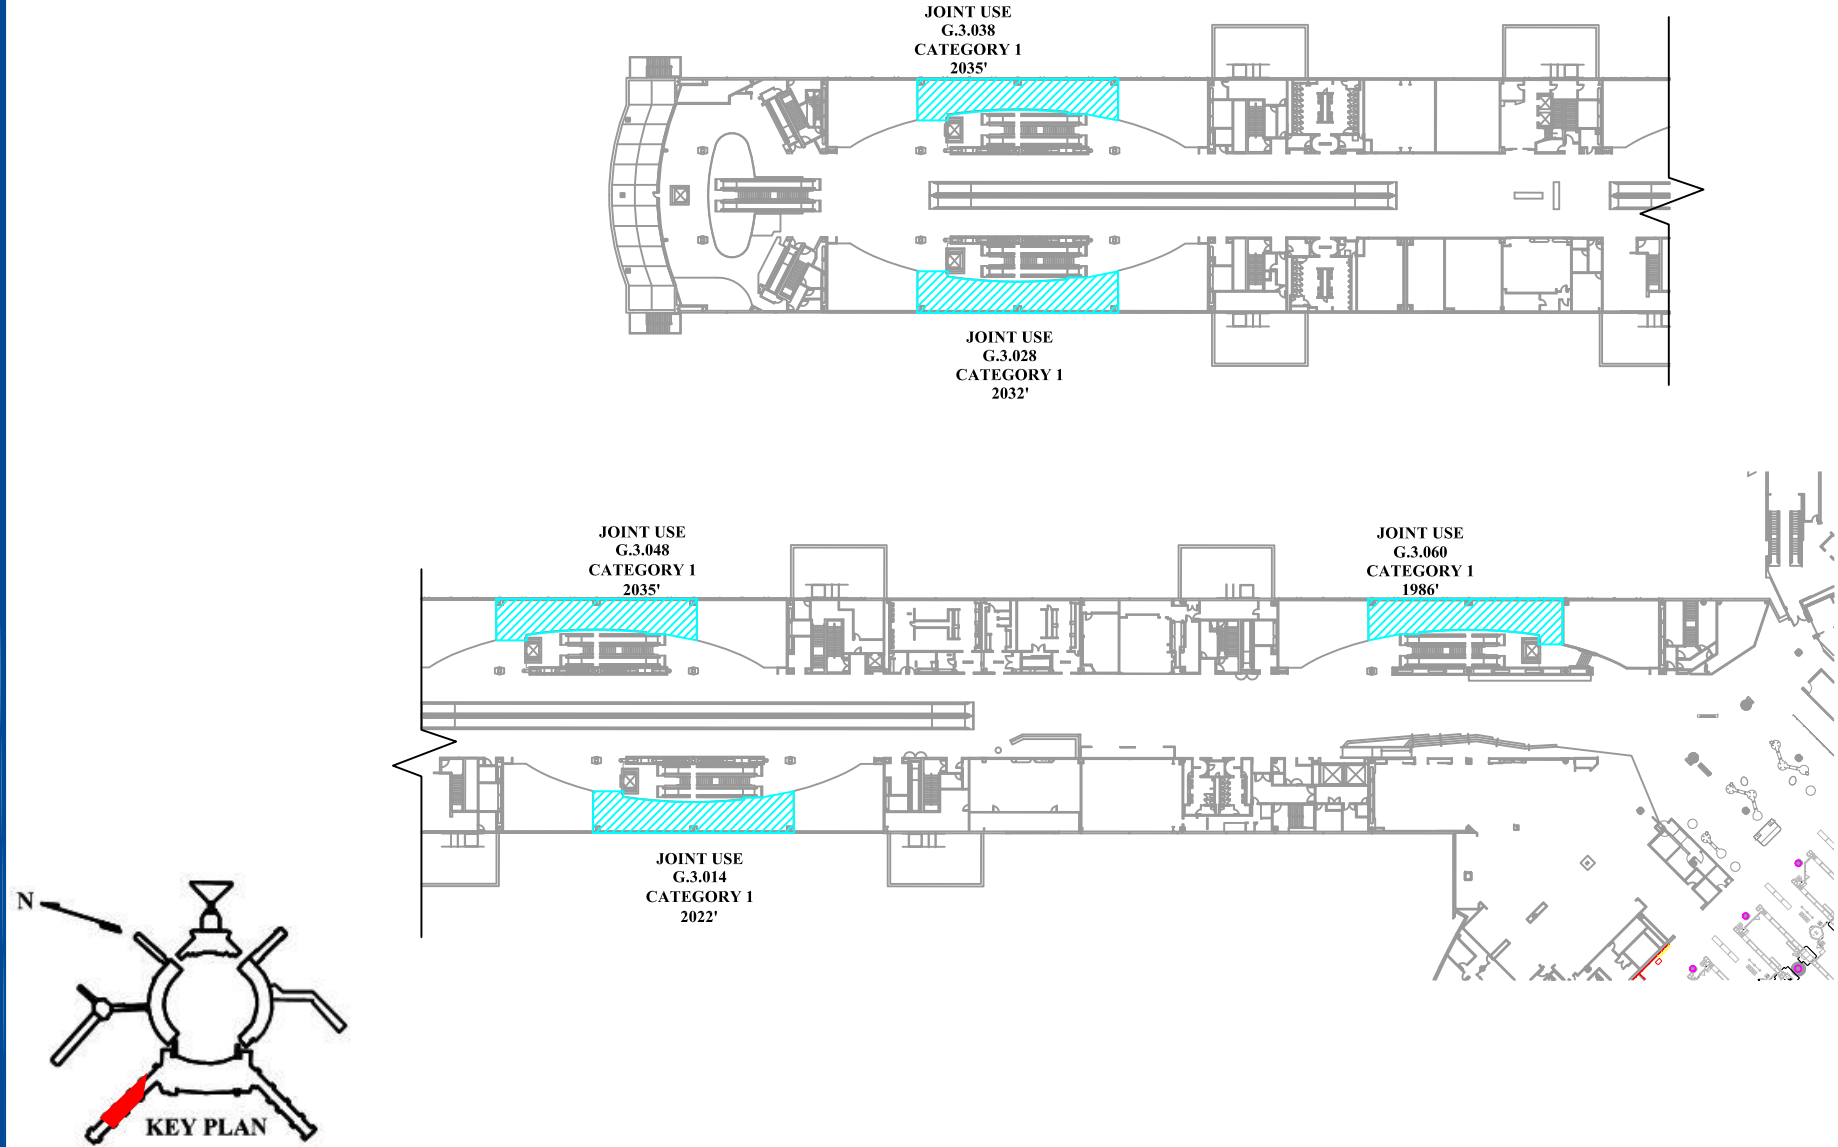 JOINT USE
G.3.038
CATEGORY 1
2035'
JOINT USE
G.3.028
CATEGORY 1
2032'
JOINT USE
G.3.048
CATEGORY 1
2035'
JOINT USE
G.3.060
CATEGORY 1
1986'
JOINT USE
G.3.014
CATEGORY 1
2022'
N
KEY PLAN